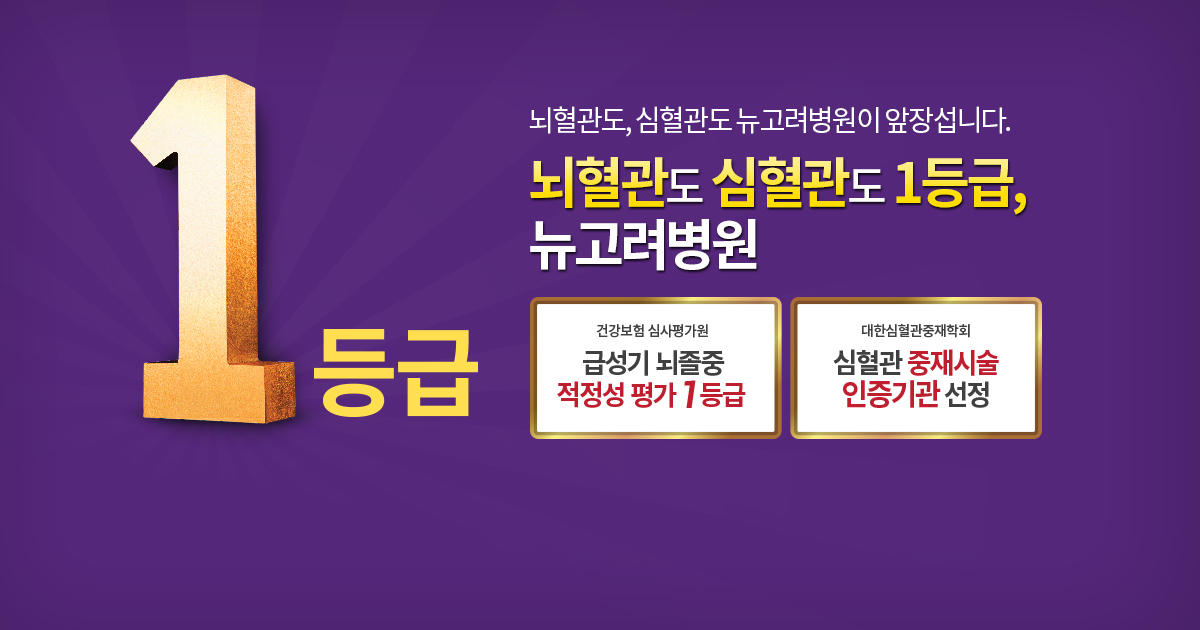 1등급
뇌혈관도, 심혈관도 뉴고려병원이 앞장섭니다.
뇌혈관도 심혈관도 1등급,
뉴고려병원
건강보험 심사평가원
급성기 뇌졸중
적정성 평가 1등급
대한심혈관중재학회
심혈관 중재시술
인증기관 선정